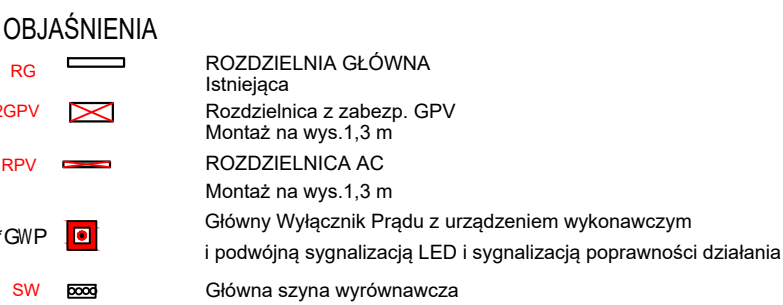 OBJAŚNIENIA
RG ROZDZIELNIA GŁÓWNA
Istniejąca
2GPV Rozdzielnica z zabezp. GPV
Montaż na wys.1,3 m
RPV ROZDZIELNICA AC
Montaż na wys.1,3 m
*GWP Główny Wyłącznik Prądu z urządzeniem wykonawczym
i podwójną sygnalizacją LED i sygnalizacją poprawności działania
SW Główna szyna wyrównawcza